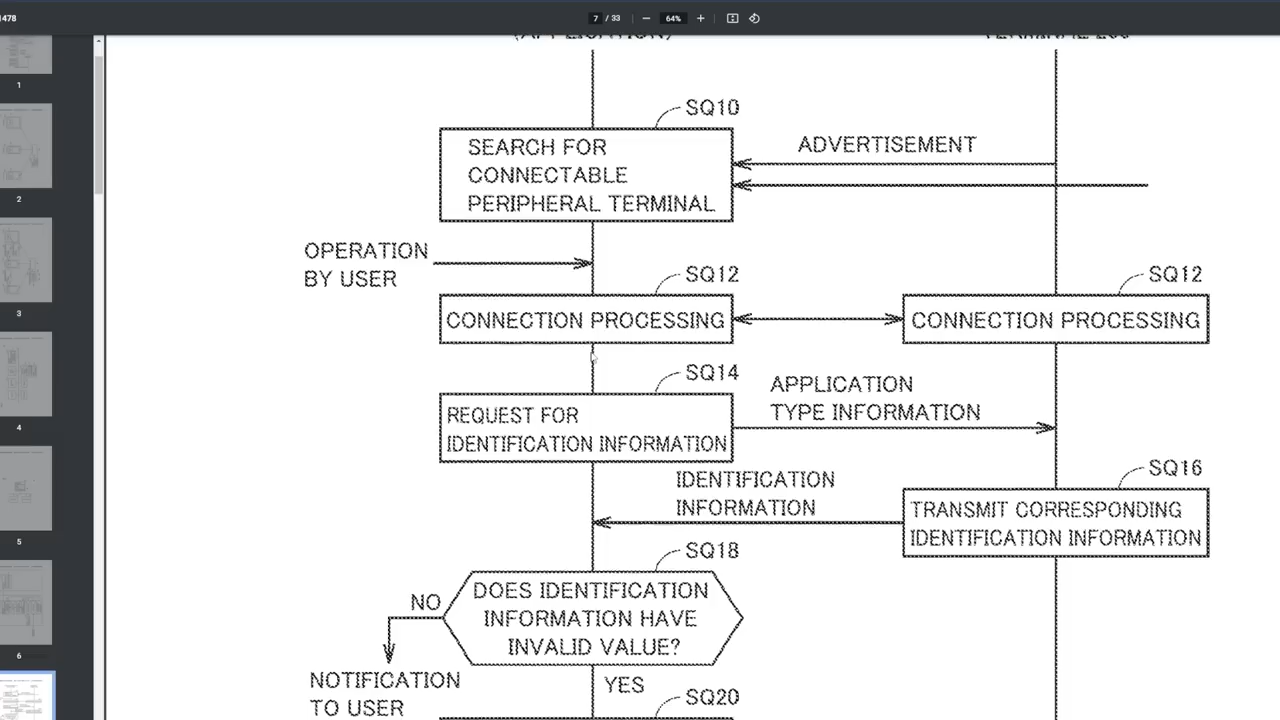 1478
7 / 33
64%
1
2
3
4
5
6
SQ10
SEARCH FOR
CONNECTABLE
PERIPHERAL TERMINAL
ADVERTISEMENT
OPERATION
BY USER
SQ12
CONNECTION PROCESSING
SQ12
CONNECTION PROCESSING
SQ14
REQUEST FOR
IDENTIFICATION INFORMATION
APPLICATION
TYPE INFORMATION
IDENTIFICATION
INFORMATION
SQ16
TRANSMIT CORRESPONDING
IDENTIFICATION INFORMATION
SQ18
DOES IDENTIFICATION
INFORMATION HAVE
INVALID VALUE?
NO
NOTIFICATION
TO USER
YES
SQ20